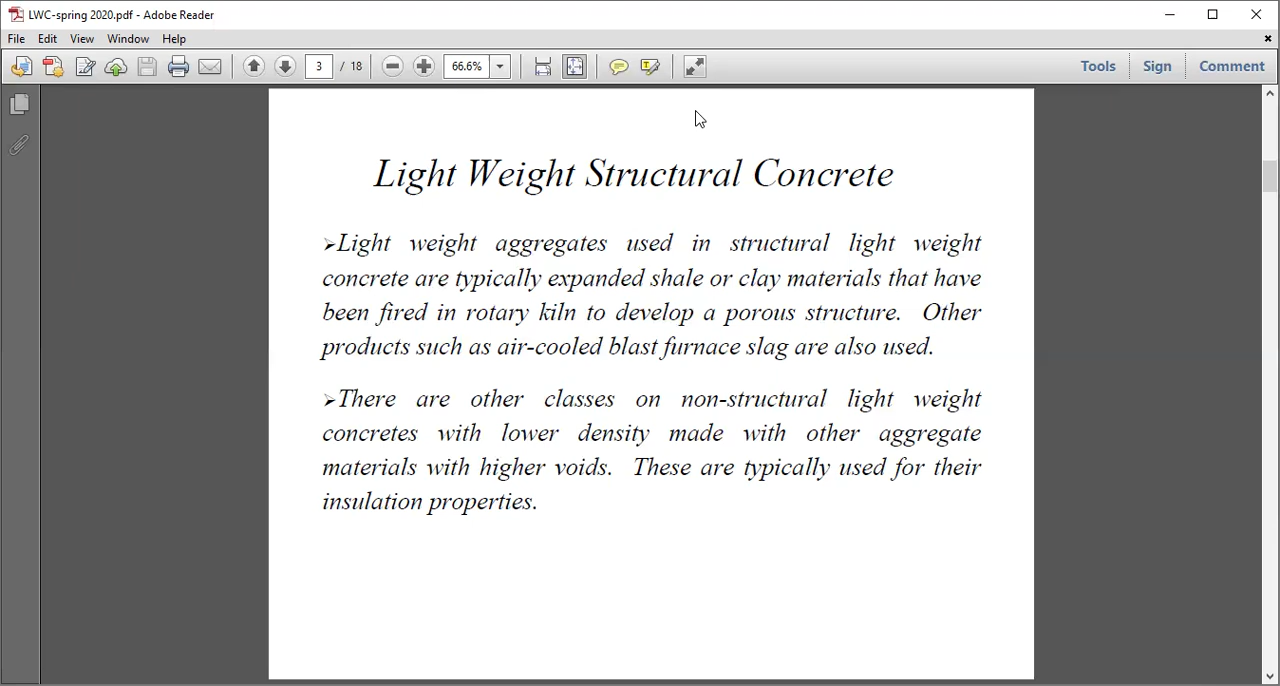 LWC-spring 2020.pdf - Adobe Reader
File Edit View Window Help
3 / 18 66.6% Tools Sign Comment
Light Weight Structural Concrete
➢Light weight aggregates used in structural light weight
concrete are typically expanded shale or clay materials that have
been fired in rotary kiln to develop a porous structure. Other
products such as air-cooled blast furnace slag are also used.
➢There are other classes on non-structural light weight
concretes with lower density made with other aggregate
materials with higher voids. These are typically used for their
insulation properties.